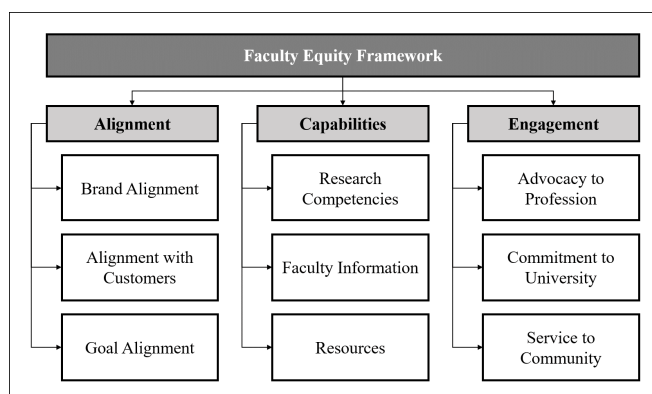 Faculty Equity Framework
Alignment
Capabilities
Engagement
Brand Alignment
Research
Competencies
Advocacy to
Profession
Alignment with
Customers
Faculty Information
Commitment to
University
Goal Alignment
Resources
Service to
Community